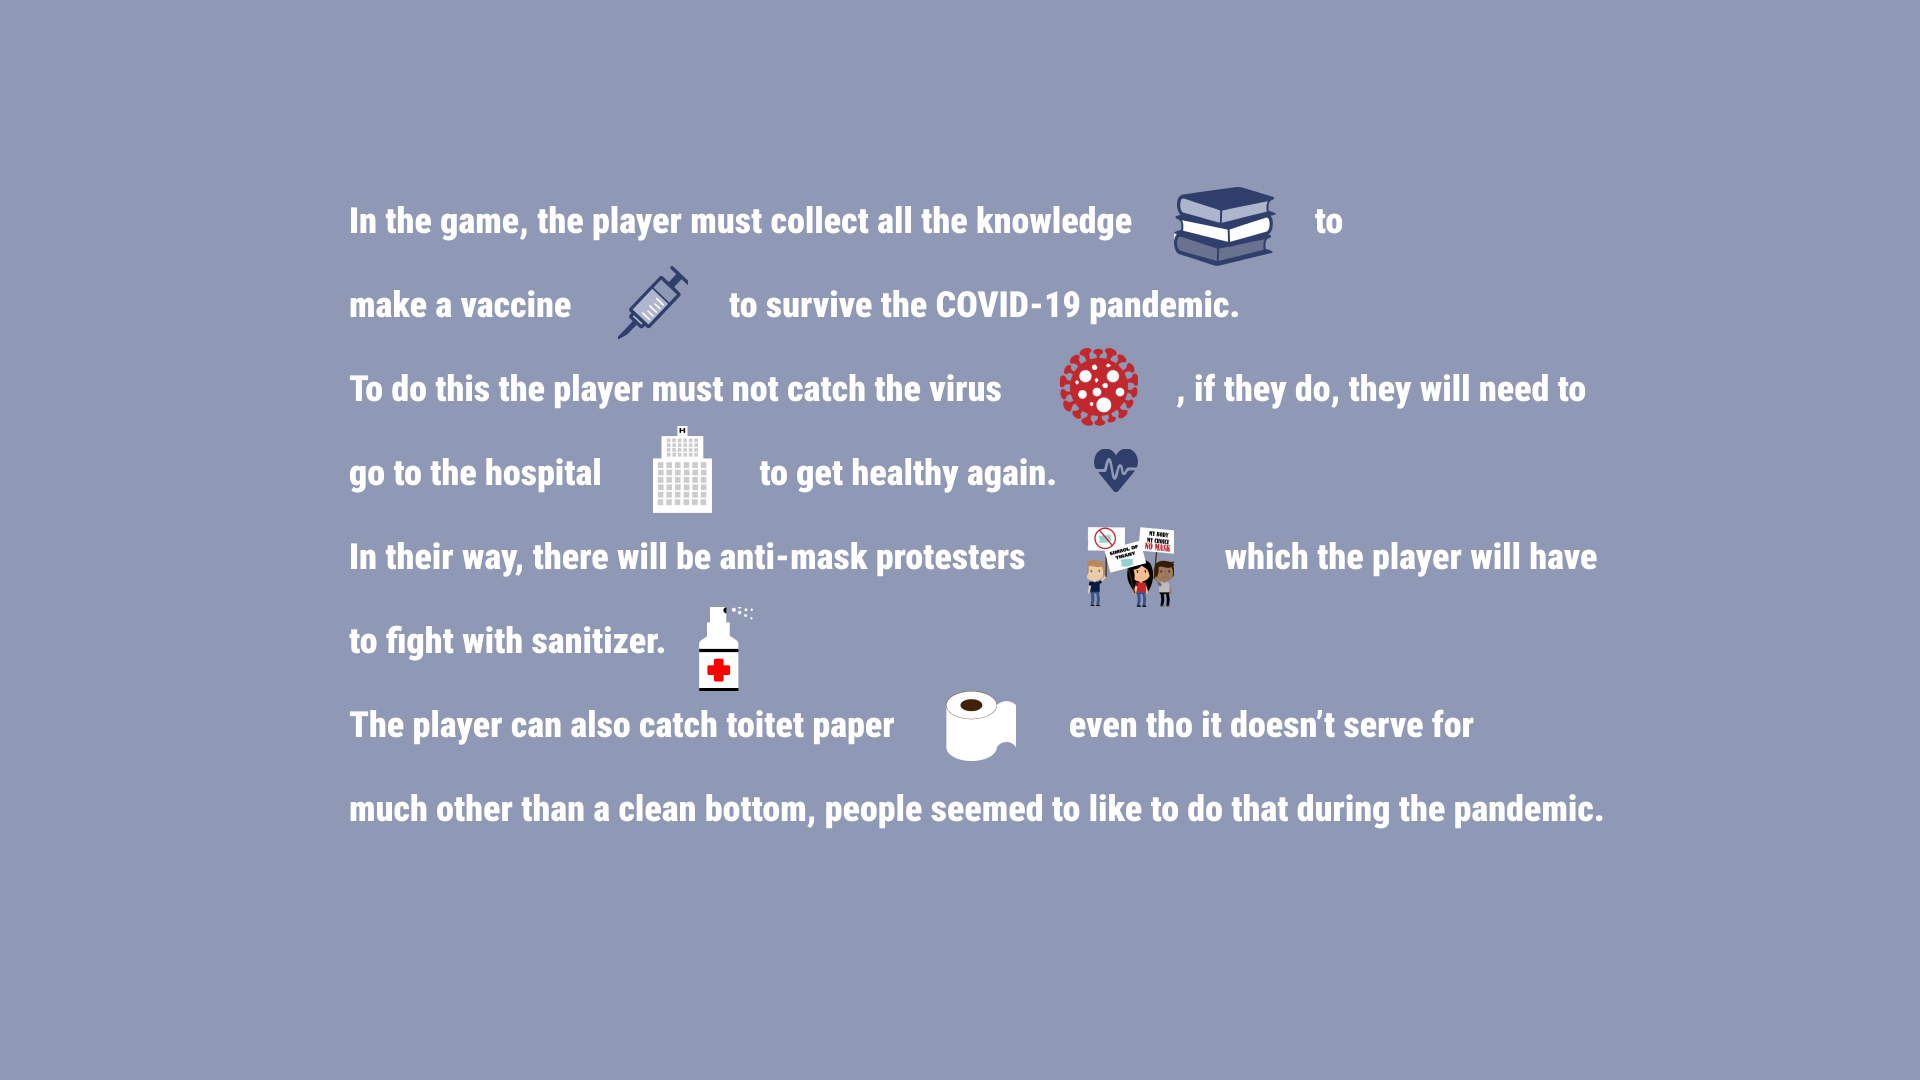 In the game, the player must collect all the knowledge to
make a vaccine to survive the COVID-19 pandemic.
To do this the player must not catch the virus , if they do, they will need to
H
go to the hospital to get healthy again.
MY BODY
MY CHOICE
NO MASK
SYMBOL OF
TIRANY
In their way, there will be anti-mask protesters which the player will have
to fight with sanitizer.
The player can also catch toitet paper even tho it doesn't serve for
much other than a clean bottom, people seemed to like to do that during the pandemic.